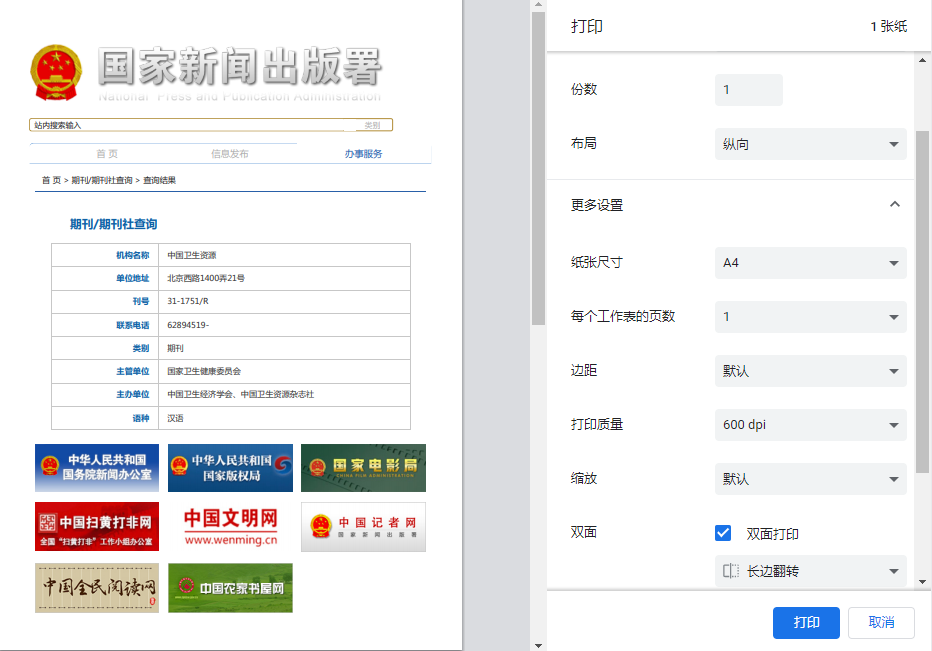 国家新闻出版署
National Press and Publication Administration
站内搜索输入
类别
首 页
信息发布
办事服务
首 页 > 期刊/期刊社查询 > 查询结果
期刊/期刊社查询
机构名称 中国卫生资源
单位地址 北京西路1400弄21号
刊号 31-1751/R
联系电话 62894519-
类别 期刊
主管单位 国家卫生健康委员会
主办单位 中国卫生经济学会、中国卫生资源杂志社
语种 汉语
中华人民共和国
国务院新闻办公室
中华人民共和国
国家版权局
国家电影局
CHINA FILM ADMINISTRATION
中国扫黄打非网
全国“扫黄打非”工作小组办公室
中国文明网
www.wenming.cn
中国记者网
国家新闻出版署
中国全民阅读网
中国农家书屋网
打印
1 张纸
份数
1
布局
纵向
更多设置
纸张尺寸
A4
每个工作表的页数
1
边距
默认
打印质量
600 dpi
缩放
默认
双面
双面打印
长边翻转
打印
取消